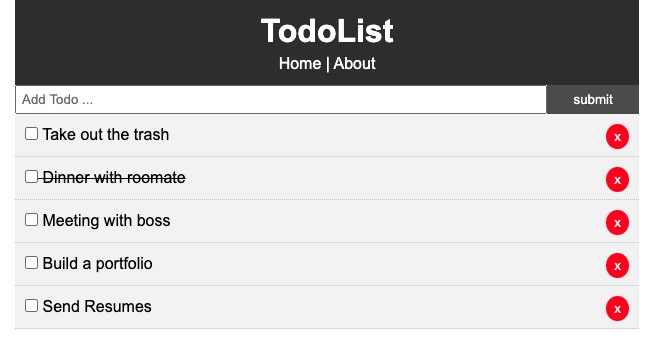 TodoList
Home | About
Add Todo ...
submit
Take out the trash
x
Dinner with roomate
x
Meeting with boss
x
Build a portfolio
x
Send Resumes
x